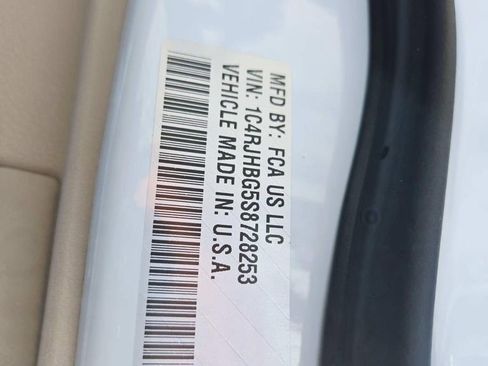 MFD BY: FCA US LLC
VIN: 1C4RJHBG5S8728253
VEHICLE MADE IN: U.S.A.